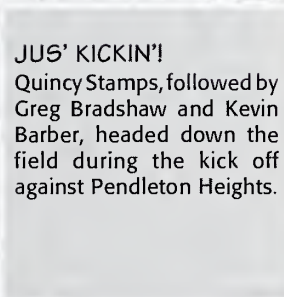 JUS' KICKIN'!
Quincy Stamps, followed by
Greg Bradshaw and Kevin
Barber, headed down the
field during the kick off
against Pendleton Heights.